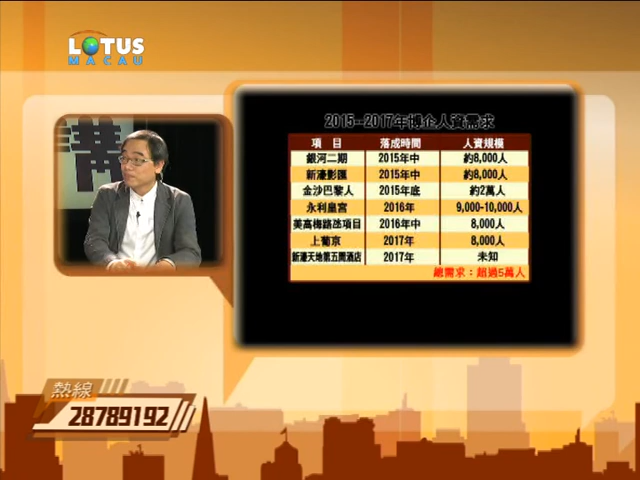 LOTUS
MACAU
講
2015--2017年博企人資需求
項 目 落成時間 人資規模
銀河二期 2015年中 約8,000人
新濠影匯 2015年中 約8,000人
金沙巴黎人 2015年底 約2萬人
永利皇宮 2016年 9,000-10,000人
美高梅路氹項目 2016年中 8,000人
上葡京 2017年 8,000人
新濠天地第五間酒店 2017年 未知
總需求：超過5萬人
熱線
28789192